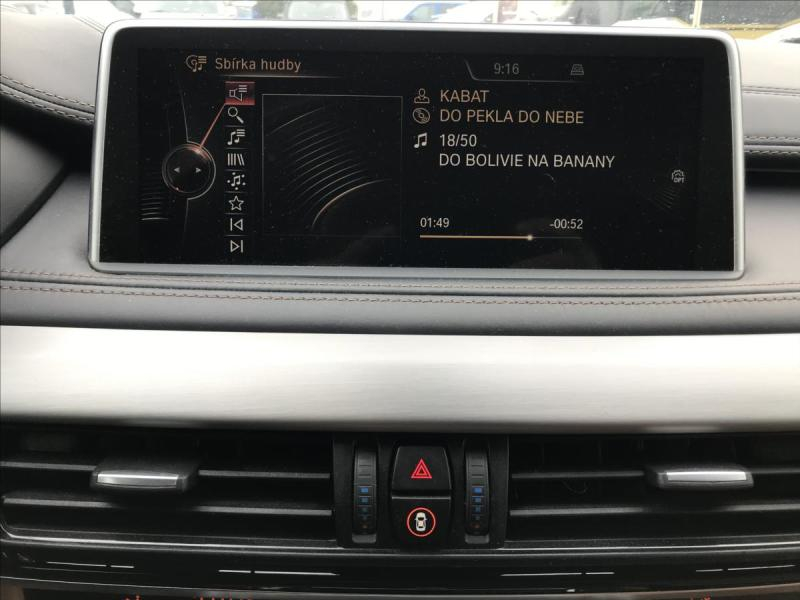 Sbírka hudby
9:16
KABAT
DO PEKLA DO NEBE
18/50
DO BOLIVIE NA BANANY
01:49
-00:52
OPT